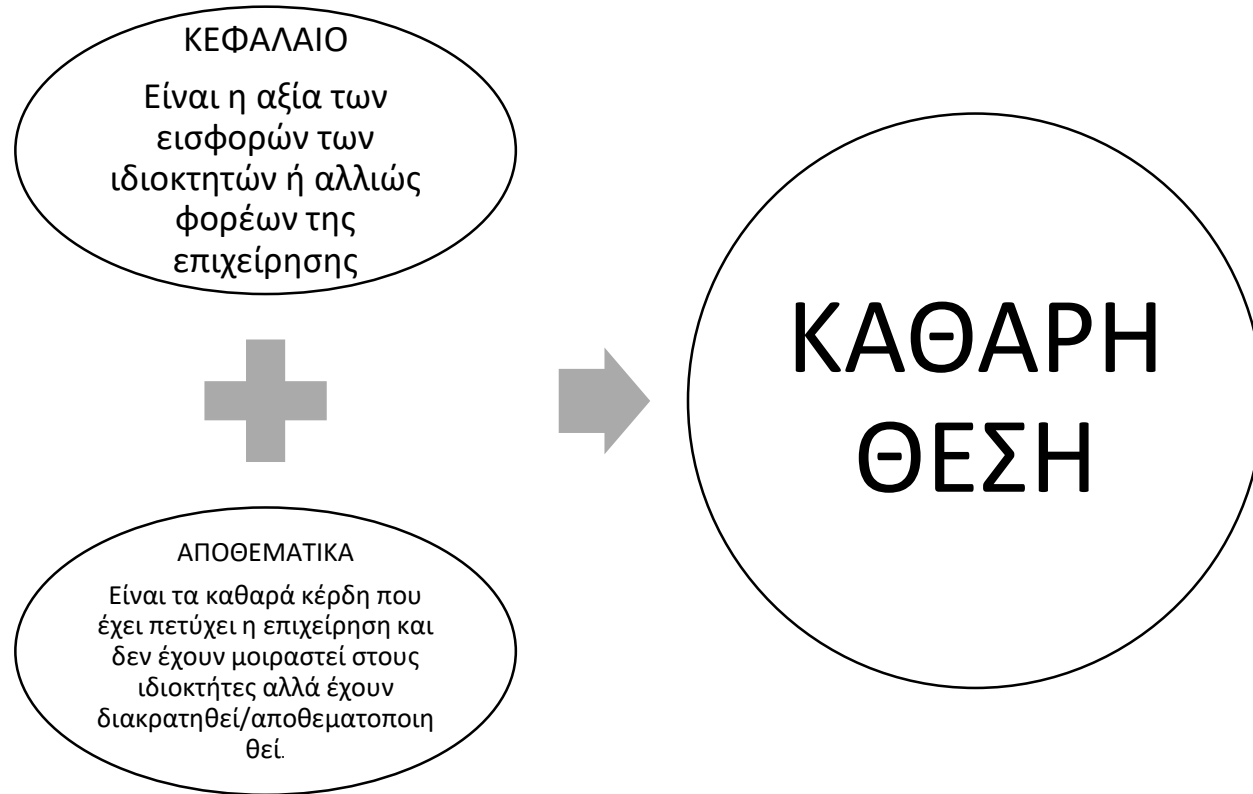 ΚΕΦΑΛΑΙΟ
Είναι η αξία των
εισφορών των
ιδιοκτητών ή αλλιώς
φορέων της
επιχείρησης
ΑΠΟΘΕΜΑΤΙΚΑ
Είναι τα καθαρά κέρδη που
έχει πετύχει η επιχείρηση και
δεν έχουν μοιραστεί στους
ιδιοκτήτες αλλά έχουν
διακρατηθεί/αποθεματοποιη
θεί.
ΚΑΘΑΡΗ
ΘΕΣΗ